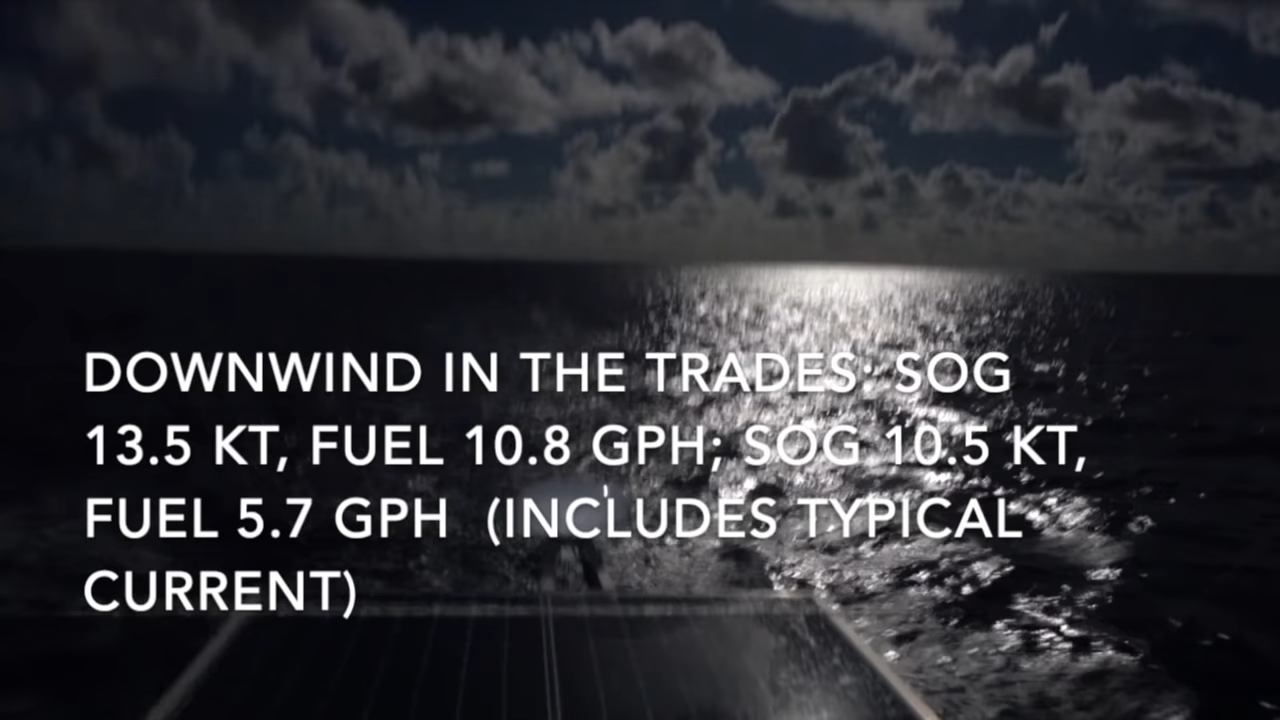 DOWNWIND IN THE TRADES: SOG
13.5 KT, FUEL 10.8 GPH; SOG 10.5 KT,
FUEL 5.7 GPH  (INCLUDES TYPICAL
CURRENT)